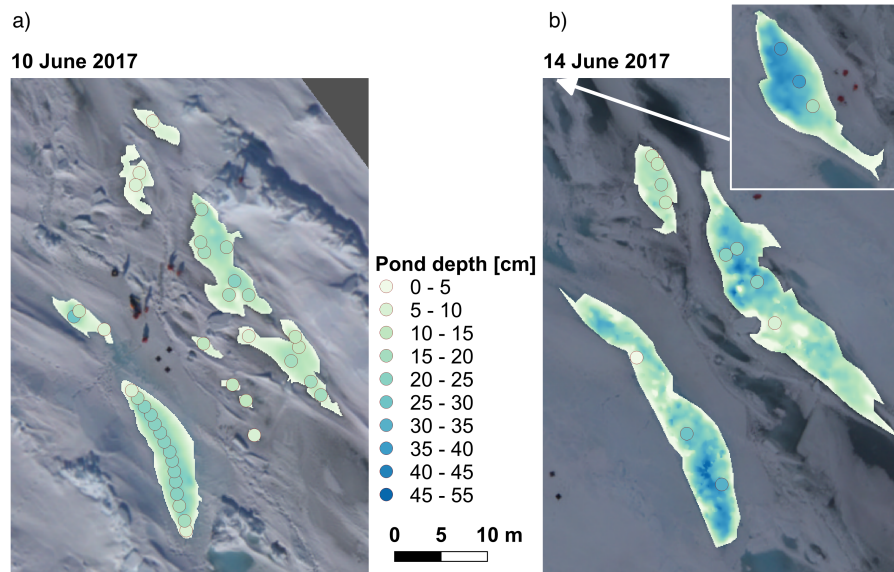 a)
10 June 2017
b)
14 June 2017
Pond depth [cm]
0 - 5
5 - 10
10 - 15
15 - 20
20 - 25
25 - 30
30 - 35
35 - 40
40 - 45
45 - 55
0 5 10 m